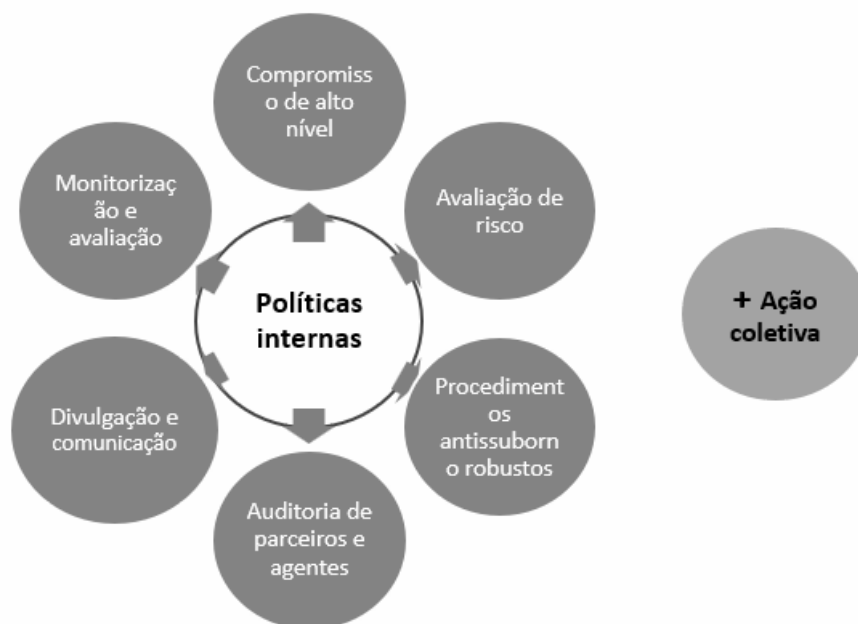 Compromiss
o de alto
nível
Avaliação de
risco
Procediment
os
antissuborn
o robustos
Auditoria de
parceiros e
agentes
Divulgação e
comunicação
Monitorizaç
ão e
avaliação
Políticas
internas
+ Ação
coletiva